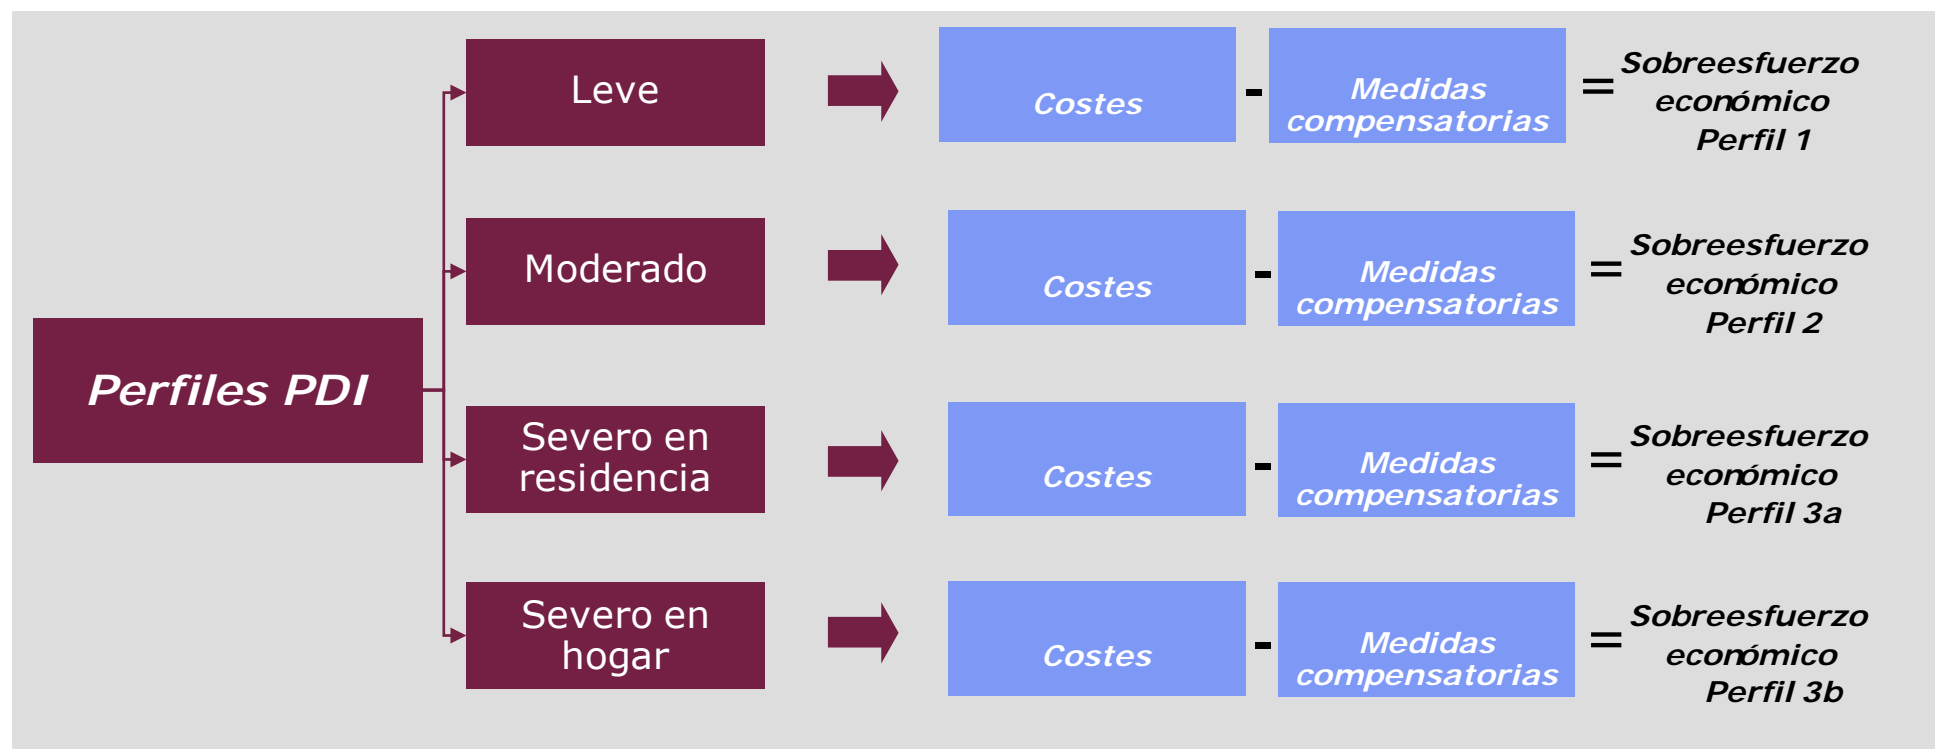 Perfiles PDI
Leve
Costes
-
Medidas
compensatorias
=
Sobreesfuerzo
económico
Perfil 1
Moderado
Costes
-
Medidas
compensatorias
=
Sobreesfuerzo
económico
Perfil 2
Severo en
residencia
Costes
-
Medidas
compensatorias
=
Sobreesfuerzo
económico
Perfil 3a
Severo en
hogar
Costes
-
Medidas
compensatorias
=
Sobreesfuerzo
económico
Perfil 3b